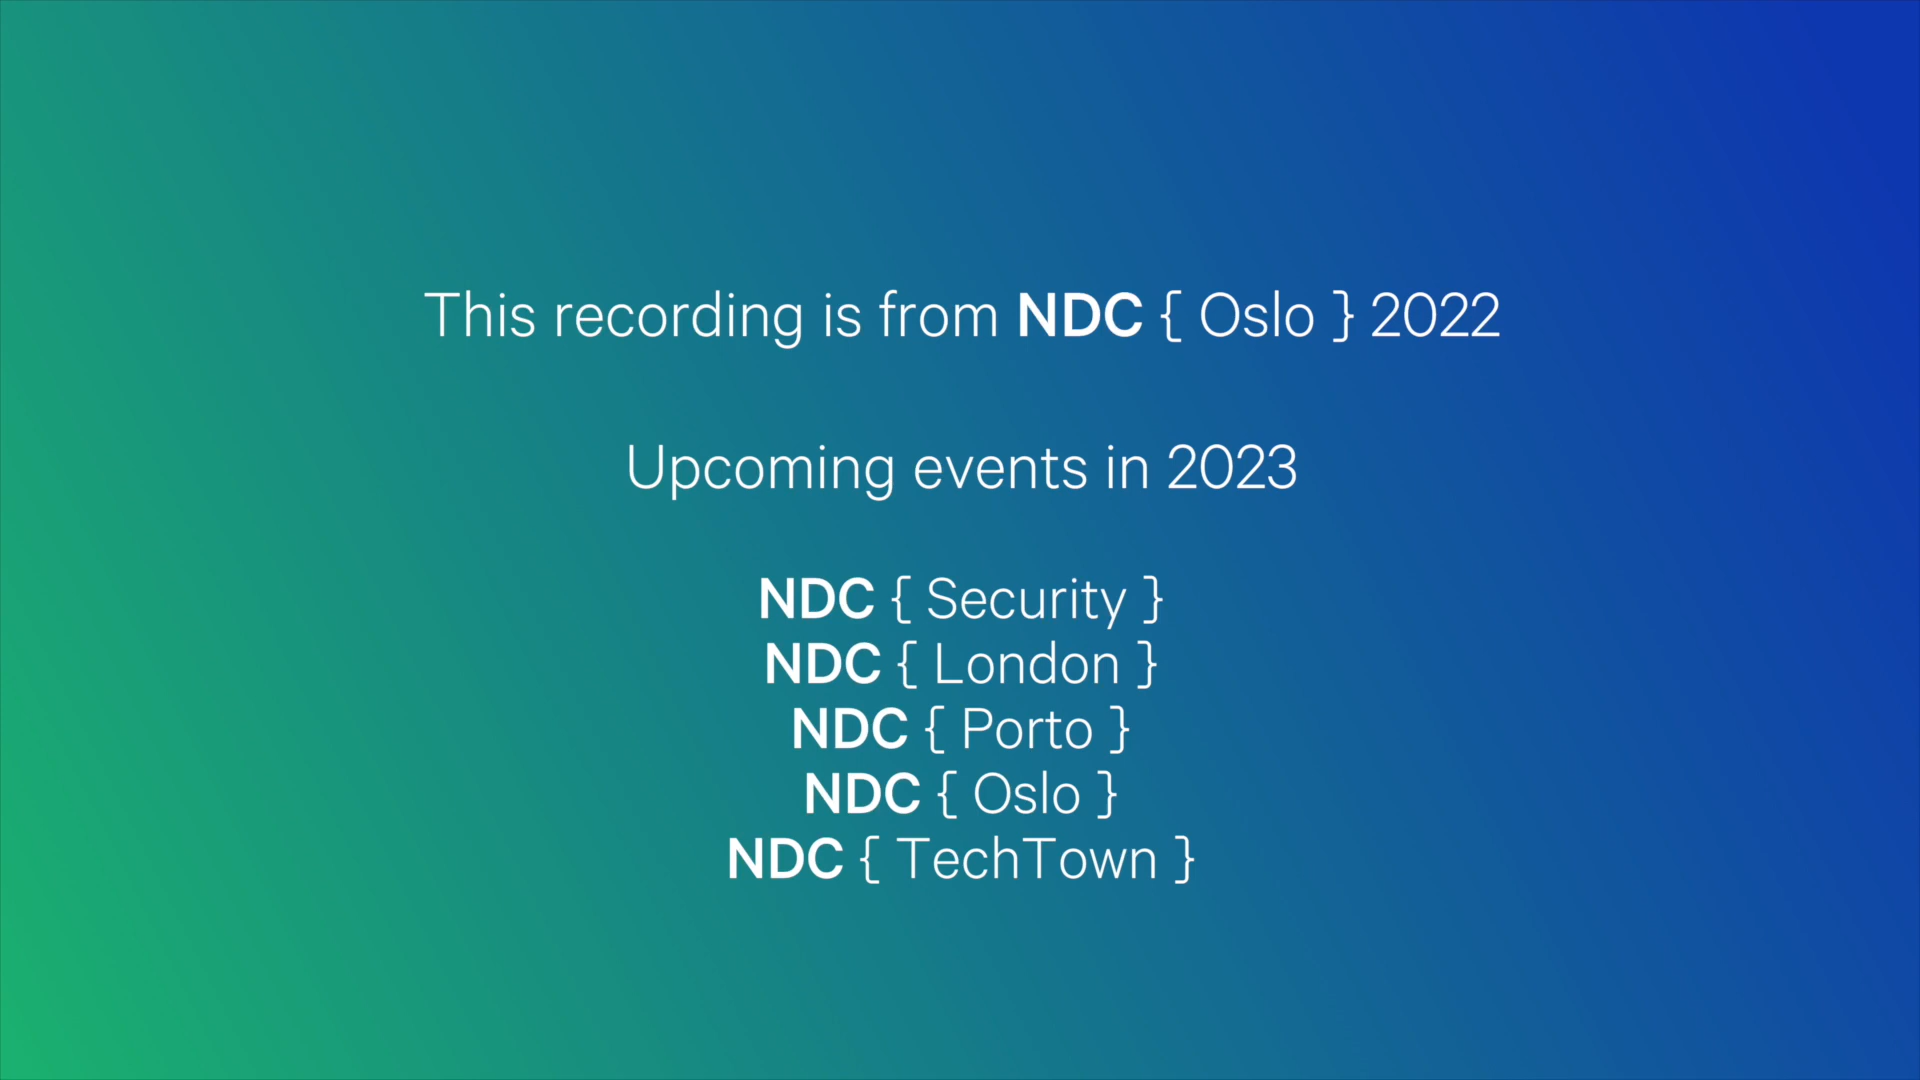 This recording is from NDC { Oslo } 2022
Upcoming events in 2023
NDC { Security }
NDC { London }
NDC { Porto }
NDC { Oslo }
NDC { TechTown }